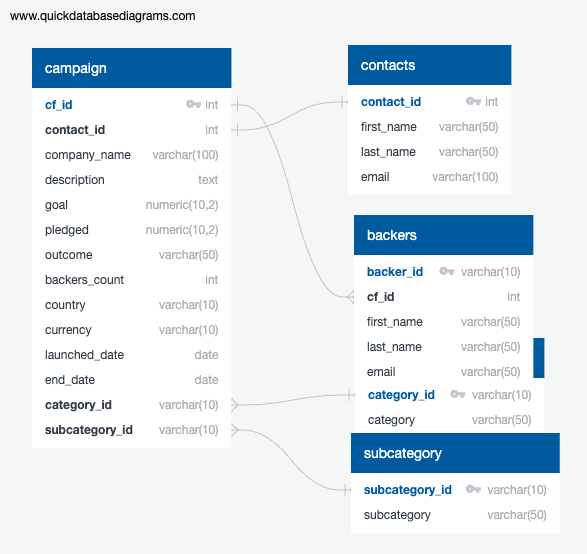 www.quickdatabasediagrams.com
campaign
cf_id int
contact_id int
company_name varchar(100)
description text
goal numeric(10,2)
pledged numeric(10,2)
outcome varchar(50)
backers_count int
country varchar(10)
currency varchar(10)
launched_date date
end_date date
category_id varchar(10)
subcategory_id varchar(10)
contacts
contact_id int
first_name varchar(50)
last_name varchar(50)
email varchar(100)
backers
backer_id varchar(10)
cf_id int
first_name varchar(50)
last_name varchar(50)
email varchar(50)
category_id varchar(10)
category varchar(50)
subcategory
subcategory_id varchar(10)
subcategory varchar(50)